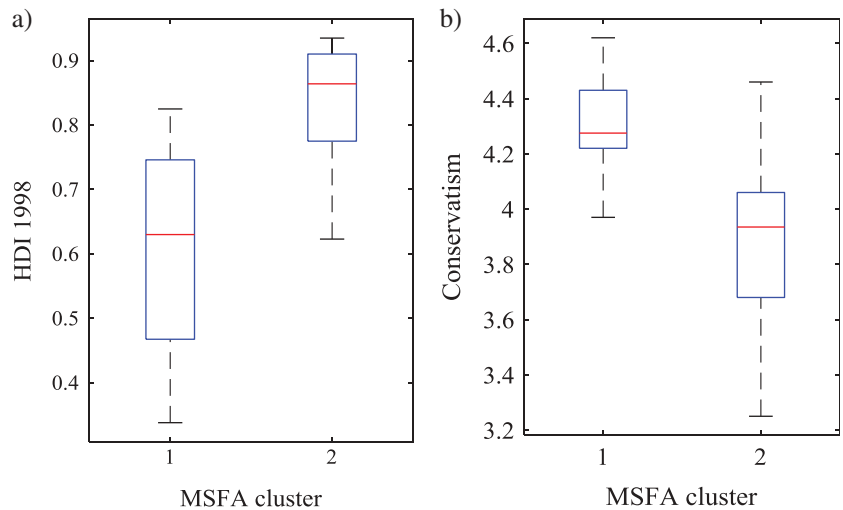 a)
HDI 1998
0.9
0.8
0.7
0.6
0.5
0.4
1 2
MSFA cluster
b)
Conservatism
4.6
4.4
4.2
4
3.8
3.6
3.4
3.2
1 2
MSFA cluster